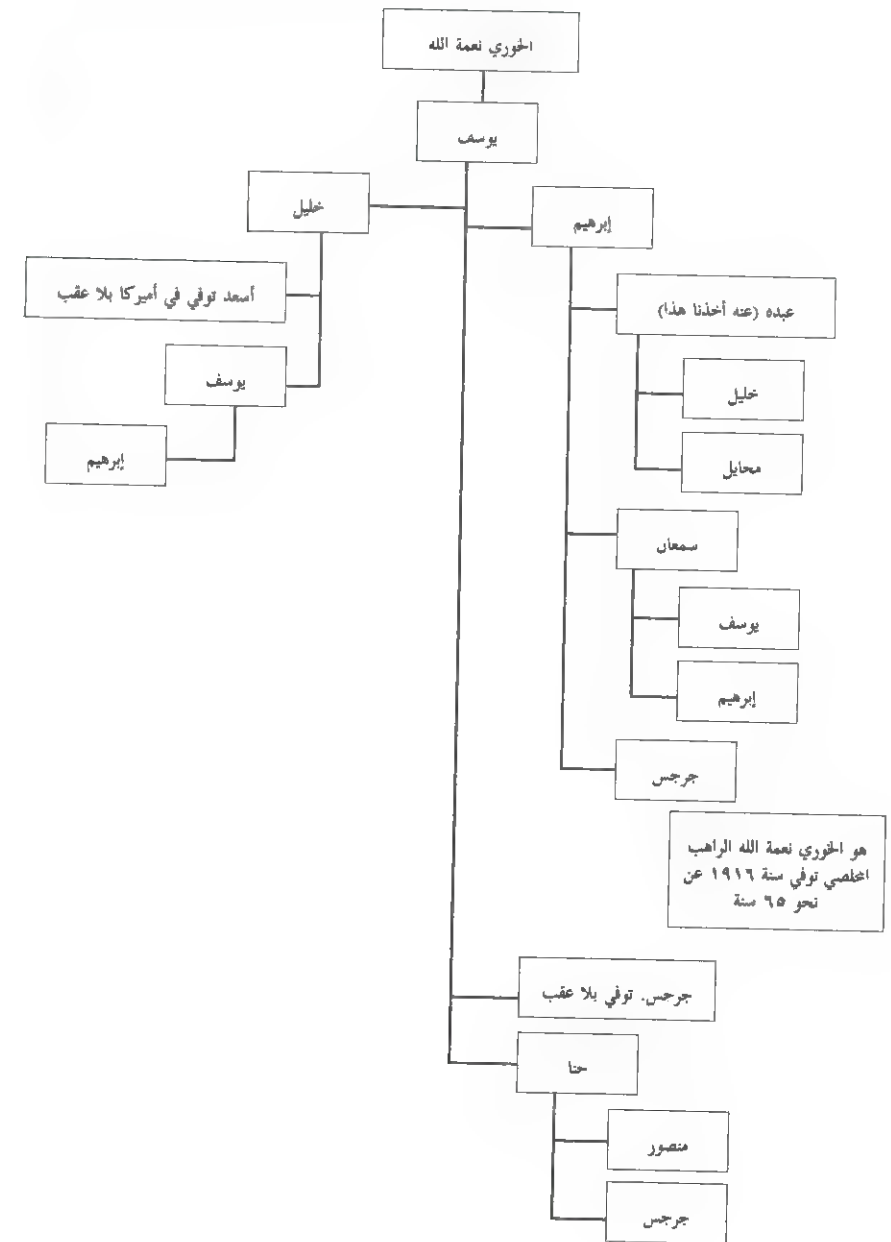 الخوري نعمة الله
يوسف
إبرهيم
خليل
عبده (عنه أخذنا هذا)
أسعد توفي في أميركا بلا عقب
خليل
يوسف
محايل
إبرهيم
سمعان
يوسف
إبرهيم
جرجس
هو الخوري نعمة الله الراهب
المخلصي توفي سنة ١٩١٦ عن
نحو ٦٥ سنة
جرجس. توفي بلا عقب
حنا
منصور
جرجس